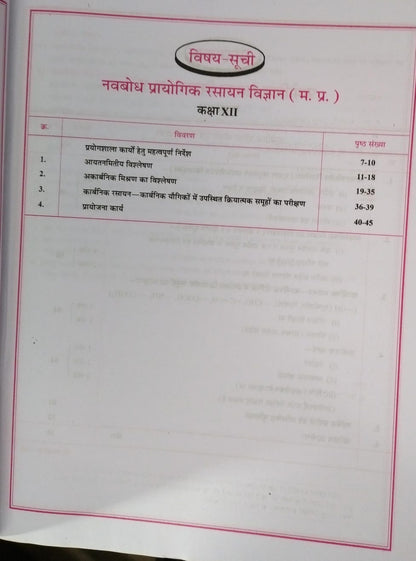 विषय-सूची
नवबोध प्रायोगिक रसायन विज्ञान ( म. प्र. )
कक्षा XII
क्र. विवरण पृष्ठ संख्या
प्रयोगशाला कार्यों हेतु महत्वपूर्ण निर्देश 7-10
1. आयतनमितीय विश्लेषण 11-18
2. अकार्बनिक मिश्रण का विश्लेषण 19-35
3. कार्बनिक रसायन—कार्बनिक यौगिकों में उपस्थित क्रियात्मक समूहों का परीक्षण 36-39
4. प्रायोजना कार्य 40-45